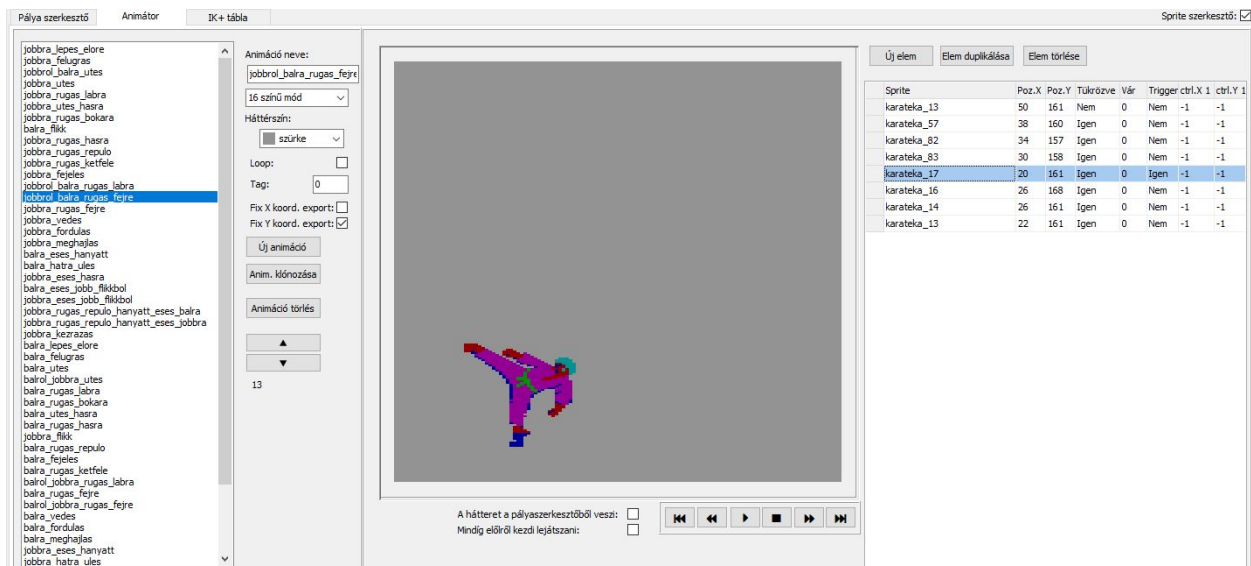 Pálya szerkesztő Animátor IK+ tábla Sprite szerkesztő:
jobbra_lepes_elore
jobbra_felugras
jobbrol_balra_utes
jobbra_utes
jobbra_rugas_labra
jobbra_utes_hasra
jobbra_rugas_bokara
balra_flikk
jobbra_rugas_hasra
jobbra_rugas_repulo
jobbra_rugas_ketfele
jobbra_fejeles
jobbrol_balra_rugas_labra
jobbrol_balra_rugas_fejre
jobbra_rugas_fejre
jobbra_vedes
jobbra_fordulas
jobbra_meghajlas
balra_eses_hanyatt
balra_hatra_ules
jobbra_eses_hasra
balra_eses_jobb_flikkbol
jobbra_eses_jobb_flikkbol
jobbra_rugas_repulo_hanyatt_eses_balra
jobbra_rugas_repulo_hanyatt_eses_jobbra
jobbra_kezrazas
balra_lepes_elore
balra_felugras
balra_utes
balrol_jobbra_utes
balra_rugas_labra
balra_rugas_bokara
balra_utes_hasra
balra_rugas_hasra
jobbra_flikk
balra_rugas_repulo
balra_fejeles
balra_rugas_ketfele
balrol_jobbra_rugas_labra
balra_rugas_fejre
balrol_jobbra_rugas_fejre
balra_vedes
balra_fordulas
balra_meghajlas
jobbra_eses_hanyatt
jobbra_hatra_ules
Animáció neve:
jobbrol_balra_rugas_fejre
16 színű mód
Háttérszín:
szürke
Loop:
Tag: 0
Fix X koord. export:
Fix Y koord. export:
Új animáció
Anim. klónozása
Animáció törlés
13
A hátteret a pályaszerkesztőből veszi:
Mindíg előlről kezdi lejátszani:
Új elem Elem duplikálása Elem törlése
Sprite Poz.X Poz.Y Tükrözve Vár Trigger ctrl.X 1 ctrl.Y 1
karateka_13 50 161 Nem 0 Nem -1 -1
karateka_57 38 160 Igen 0 Nem -1 -1
karateka_82 34 157 Igen 0 Nem -1 -1
karateka_83 30 158 Igen 0 Nem -1 -1
karateka_17 20 161 Igen 0 Igen -1 -1
karateka_16 26 168 Igen 0 Nem -1 -1
karateka_14 26 161 Igen 0 Nem -1 -1
karateka_13 22 161 Igen 0 Nem -1 -1